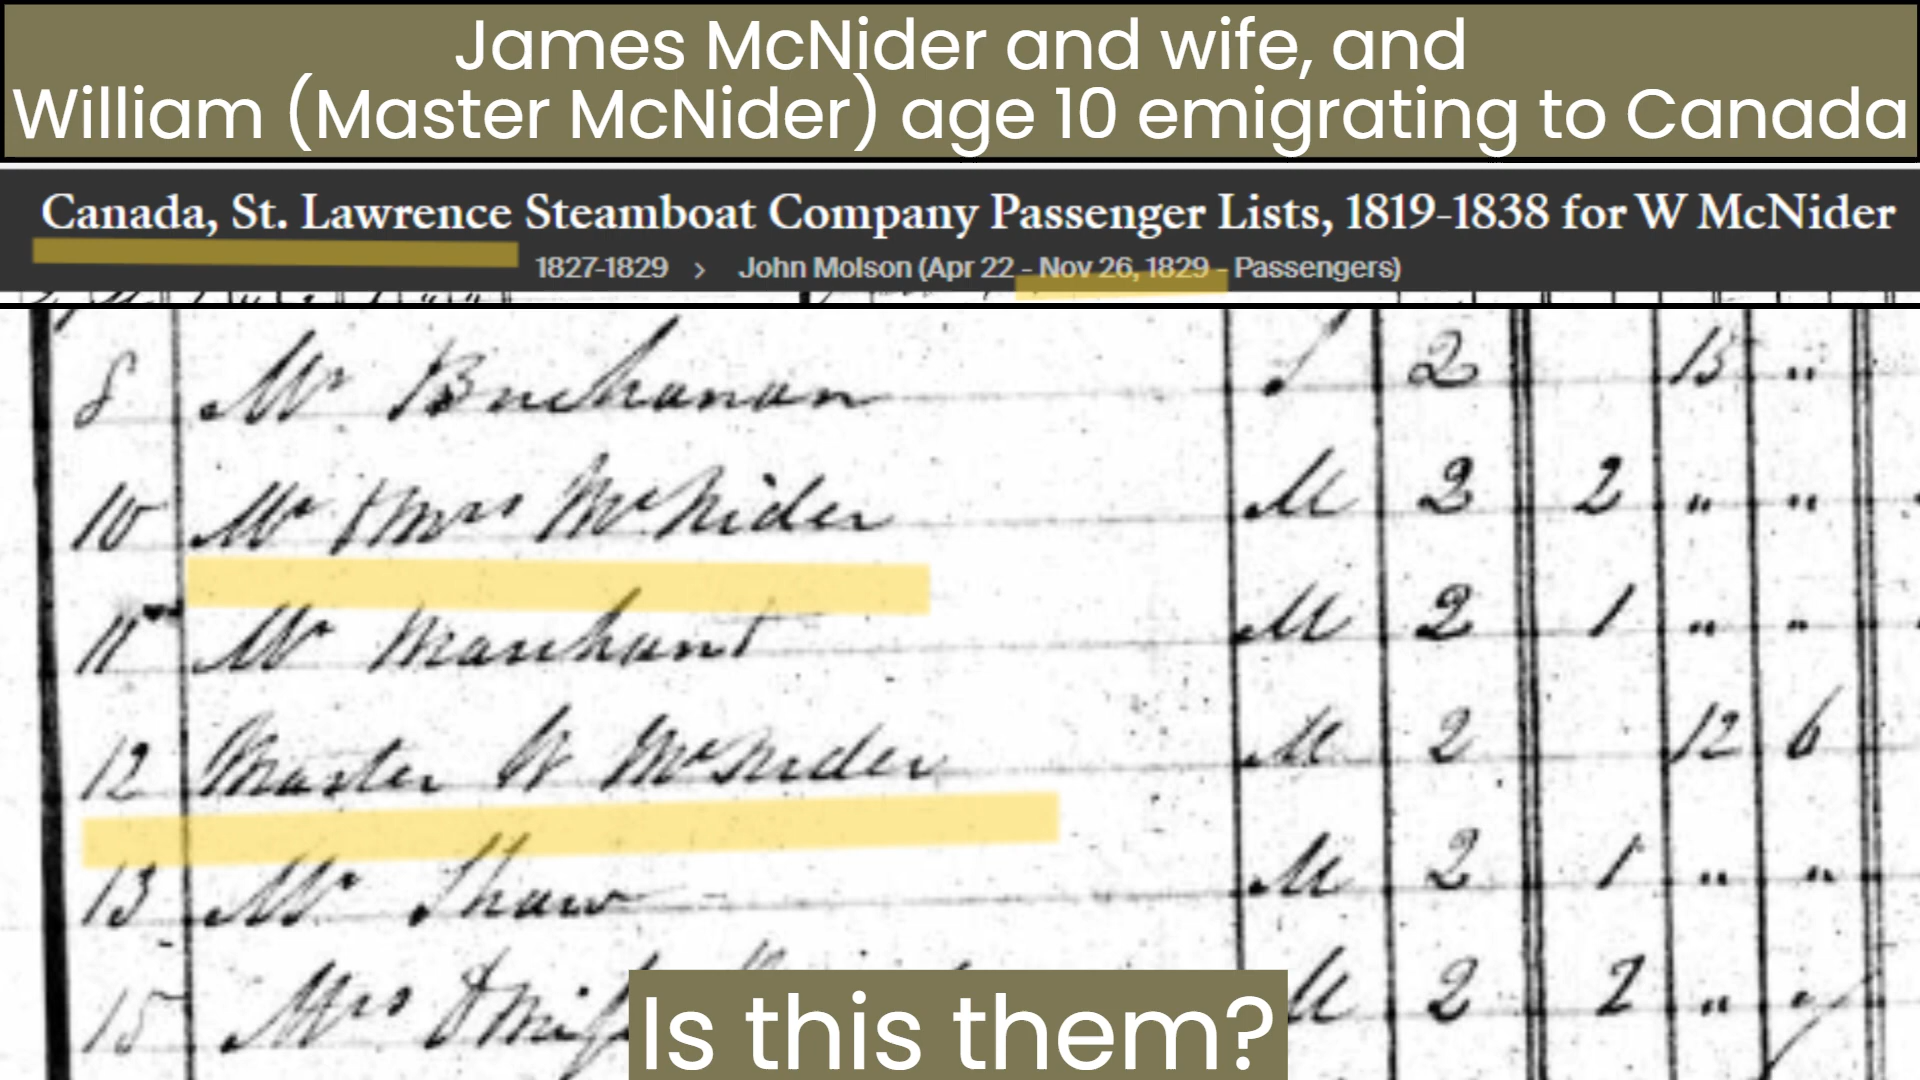 James McNider and wife, and
William (Master McNider) age 10 emigrating to Canada
Canada, St. Lawrence Steamboat Company Passenger Lists, 1819-1838 for W McNider
1827-1829 > John Molson (Apr 22 - Nov 26, 1829 - Passengers)
8 Mr Buchanan S 2 15 "
10 Mr & Mrs McNider M 2 2 " "
11 Mr Marchant M 2 1 " "
12 Master W McNider M 2 12 6
13 Mr Shaw M 2 1 " "
15 Mrs M 2 2 "
Is this them?